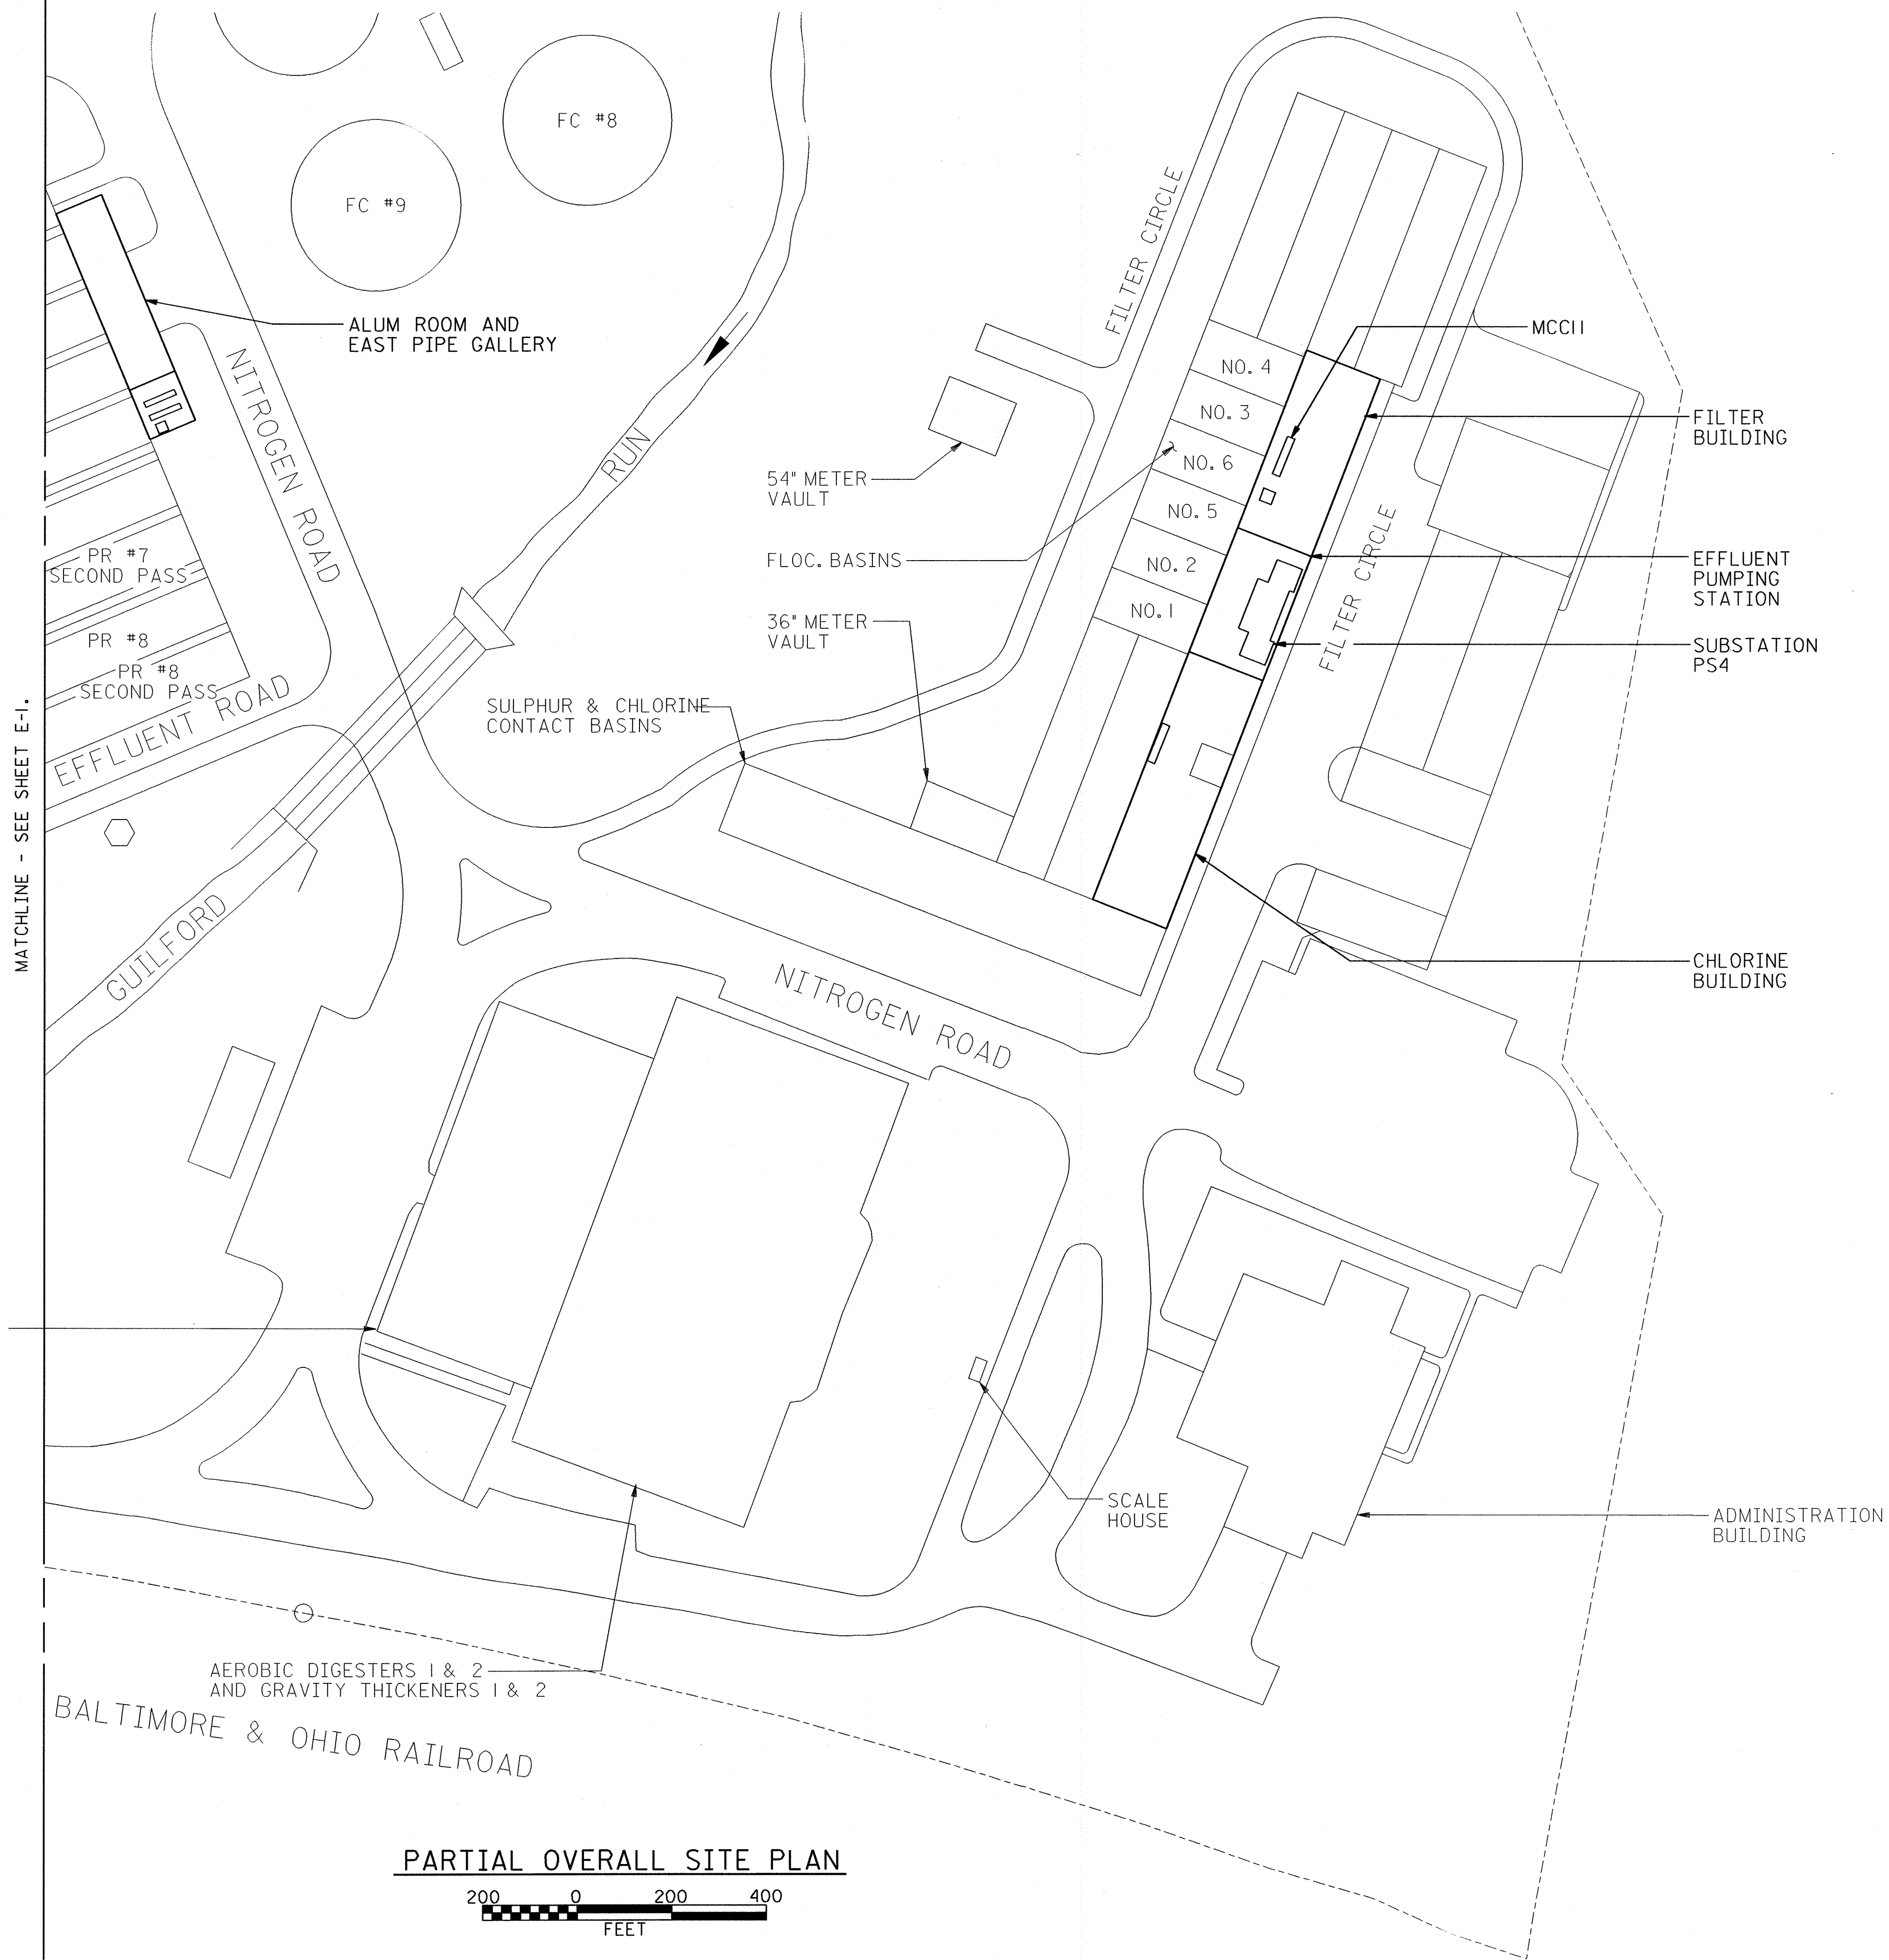 FC #8
FC #9
ALUM ROOM AND
EAST PIPE GALLERY
NITROGEN ROAD
RUN
FILTER CIRCLE
MCC11
NO. 4
NO. 3
NO. 6
NO. 5
NO. 2
NO. 1
FILTER
BUILDING
54" METER
VAULT
FLOC. BASINS
EFFLUENT
PUMPING
STATION
FILTER CIRCLE
36" METER
VAULT
SUBSTATION
PS4
PR #7
SECOND PASS
PR #8
PR #8
SECOND PASS
EFFLUENT ROAD
SULPHUR & CHLORINE
CONTACT BASINS
MATCHLINE - SEE SHEET E-1.
GUILFORD
NITROGEN ROAD
CHLORINE
BUILDING
SCALE
HOUSE
ADMINISTRATION
BUILDING
AEROBIC DIGESTERS 1 & 2
AND GRAVITY THICKENERS 1 & 2
BALTIMORE & OHIO RAILROAD
PARTIAL OVERALL SITE PLAN
200 0 200 400
FEET